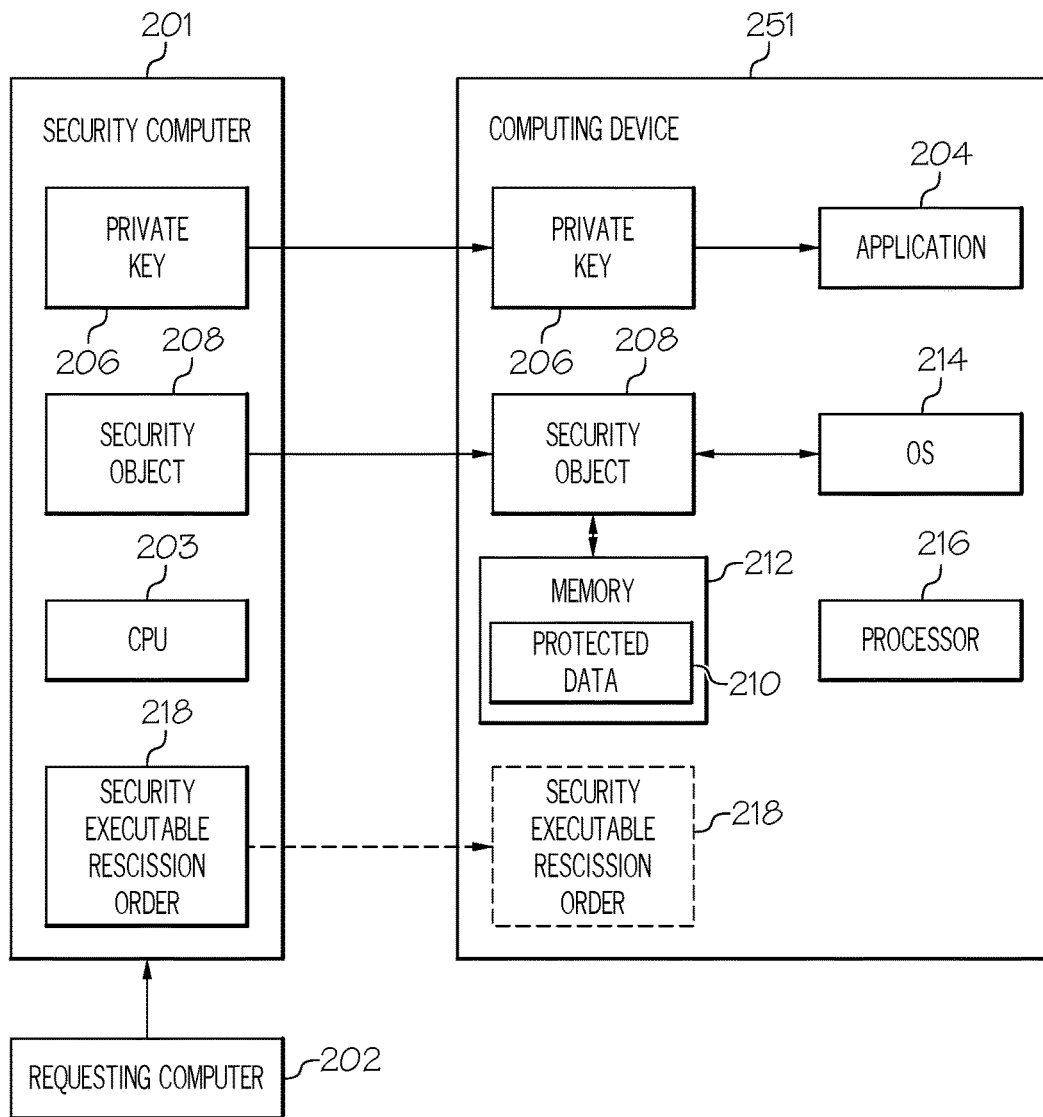 201
251
SECURITY COMPUTER
COMPUTING DEVICE
204
PRIVATE
KEY
PRIVATE
KEY
APPLICATION
206
208
206
208
214
SECURITY
OBJECT
SECURITY
OBJECT
OS
203
212
216
CPU
MEMORY
PROTECTED
DATA
210
PROCESSOR
218
SECURITY
EXECUTABLE
RESCISSION
ORDER
SECURITY
EXECUTABLE
RESCISSION
ORDER
218
REQUESTING COMPUTER
202